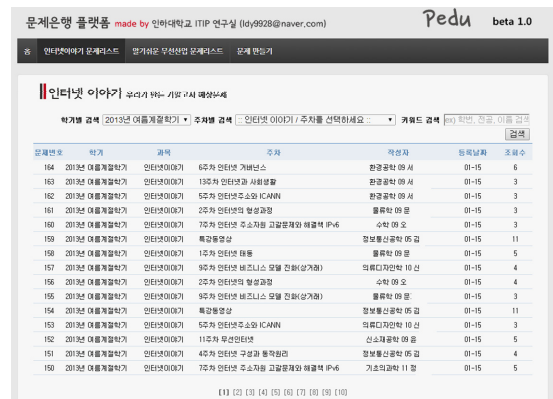 문제은행 플랫폼 made by 인하대학교 ITIP 연구실 (ldy9928@naver.com)
Pedu beta 1.0
홈 인터넷이야기 문제리스트 알기쉬운 무선산업 문제리스트 문제 만들기
인터넷 이야기 우리가 만든 기말고사 예상문제
학기별 검색 2013년 여름계절학기 주차별 검색 :: 인터넷 이야기 / 주차를 선택하세요 :: 키워드 검색 ex) 학번, 전공, 이름 검색
검색
문제번호 학기 과목 주차 작성자 등록날짜 조회수
164 2013년 여름계절학기 인터넷이야기 6주차 인터넷 거버넌스 환경공학 09 서 01-15 6
163 2013년 여름계절학기 인터넷이야기 13주차 인터넷과 사회생활 환경공학 09 서 01-15 3
162 2013년 여름계절학기 인터넷이야기 5주차 인터넷주소와 ICANN 환경공학 09 서 01-15 3
161 2013년 여름계절학기 인터넷이야기 2주차 인터넷의 형성과정 물류학 09 문 01-15 3
160 2013년 여름계절학기 인터넷이야기 7주차 인터넷 주소자원 고갈문제와 해결책 IPv6 수학 09 오 01-15 3
159 2013년 여름계절학기 인터넷이야기 특강동영상 정보통신공학 05 김 01-15 11
158 2013년 여름계절학기 인터넷이야기 1주차 인터넷 태동 물류학 09 문 01-15 5
157 2013년 여름계절학기 인터넷이야기 9주차 인터넷 비즈니스 모델 진화(상거래) 의류디자인학 10 신 01-15 4
156 2013년 여름계절학기 인터넷이야기 2주차 인터넷의 형성과정 수학 09 오 01-15 4
155 2013년 여름계절학기 인터넷이야기 9주차 인터넷 비즈니스 모델 진화(상거래) 물류학 09 문 01-15 3
154 2013년 여름계절학기 인터넷이야기 특강동영상 정보통신공학 05 김 01-15 11
153 2013년 여름계절학기 인터넷이야기 5주차 인터넷주소와 ICANN 의류디자인학 10 신 01-15 3
152 2013년 여름계절학기 인터넷이야기 11주차 무선인터넷 신소재공학 09 윤 01-15 5
151 2013년 여름계절학기 인터넷이야기 4주차 인터넷 구성과 동작원리 정보통신공학 05 김 01-15 4
150 2013년 여름계절학기 인터넷이야기 7주차 인터넷 주소자원 고갈문제와 해결책 IPv6 기초의과학 11 정 01-15 5
[1] [2] [3] [4] [5] [6] [7] [8] [9] [10]